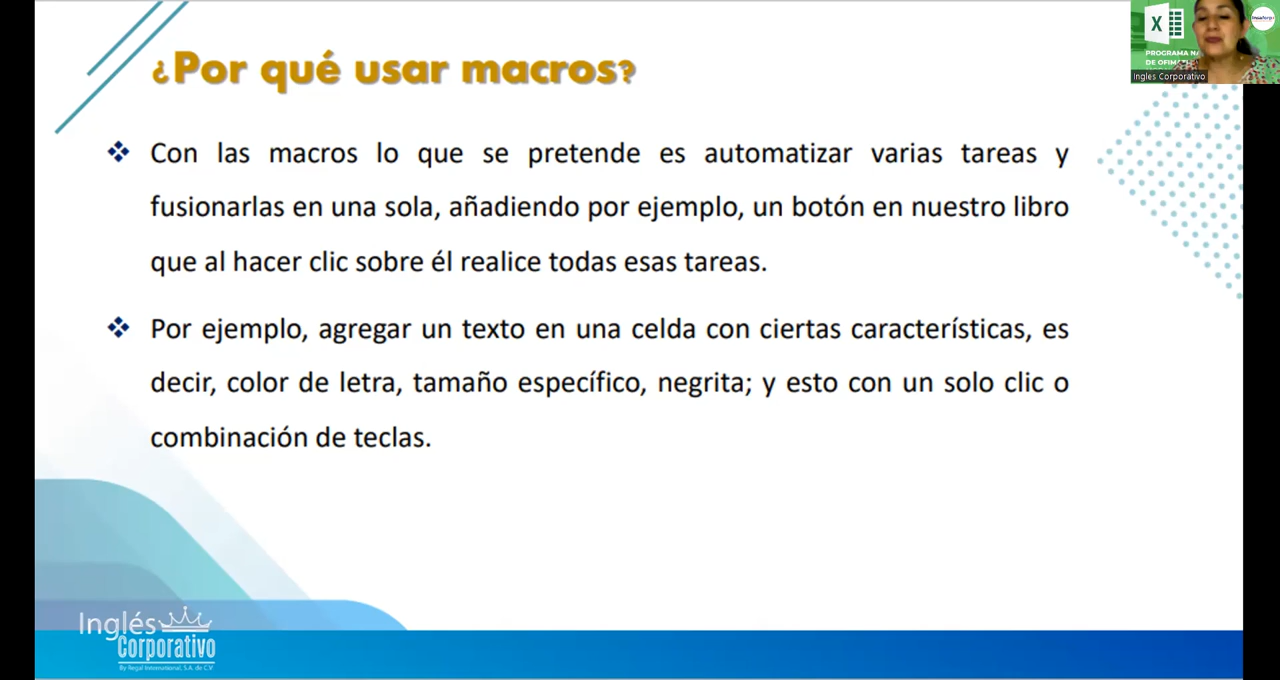 ¿Por qué usar macros?
Con las macros lo que se pretende es automatizar varias tareas y
fusionarlas en una sola, añadiendo por ejemplo, un botón en nuestro libro
que al hacer clic sobre él realice todas esas tareas.
Por ejemplo, agregar un texto en una celda con ciertas características, es
decir, color de letra, tamaño específico, negrita; y esto con un solo clic o
combinación de teclas.
Inglés
Corporativo
By Regal International, S.A. de C.V
X
PROGRAMA
DE
Ingles Corporativo